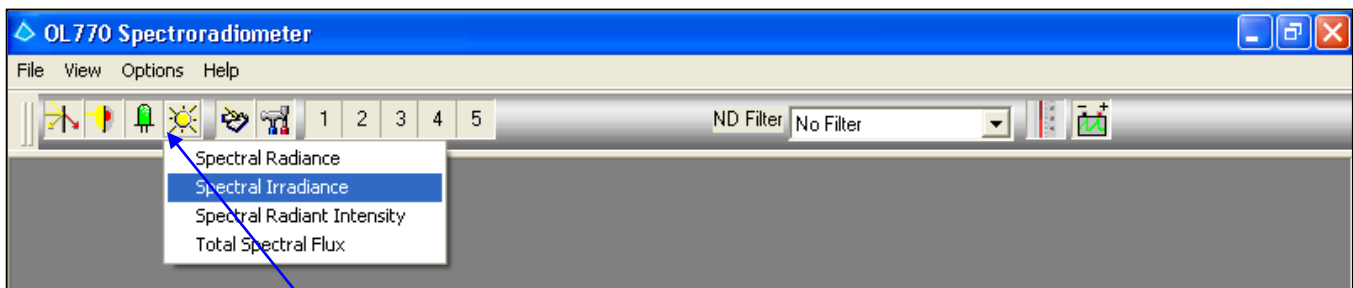 OL770 Spectroradiometer
File View Options Help
1 2 3 4 5 ND Filter No Filter
Spectral Radiance
Spectral Irradiance
Spectral Radiant Intensity
Total Spectral Flux